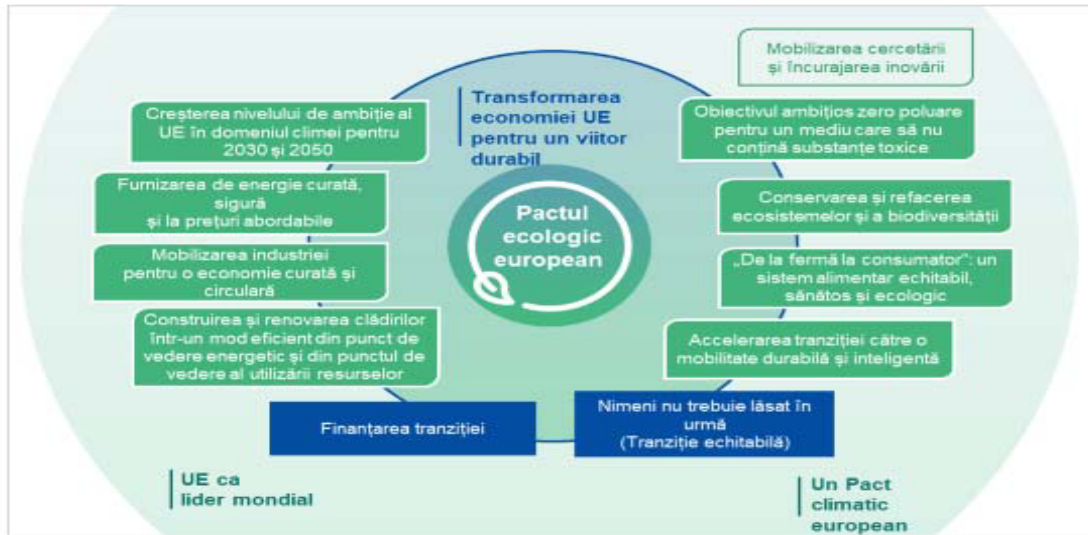 Mobilizarea cercetării
și încurajarea inovării
Transformarea
economiei UE
pentru un viitor
durabil
Creșterea nivelului de ambiție al
UE în domeniul climei pentru
2030 și 2050
Furnizarea de energie curată,
sigură
și la prețuri abordabile
Mobilizarea industriei
pentru o economie curată și
circulară
Construirea și renovarea clădirilor
într-un mod eficient din punct de
vedere energetic și din punctul de
vedere al utilizării resurselor
Pactul
ecologic
european
Obiectivul ambițios zero poluare
pentru un mediu care să nu
conțină substanțe toxice
Conservarea și refacerea
ecosistemelor și a biodiversității
„De la fermă la consumator”: un
sistem alimentar echitabil,
sănătos și ecologic
Accelerarea tranziției către o
mobilitate durabilă și inteligentă
Finanțarea tranziției
Nimeni nu trebuie lăsat în
urmă
(Tranziție echitabilă)
UE ca
lider mondial
Un Pact
climatic
european